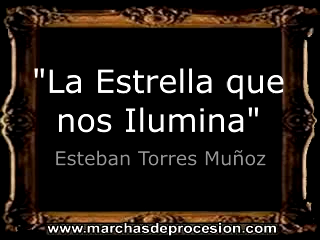 "La Estrella que
nos Ilumina"
Esteban Torres Muñoz
www.marchasdeprocesion.com